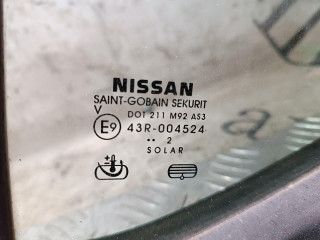 NISSAN
SAINT-GOBAIN SEKURIT
V
DOT 211 M92 AS3
E9 43R-004524
.. 2
SOLAR